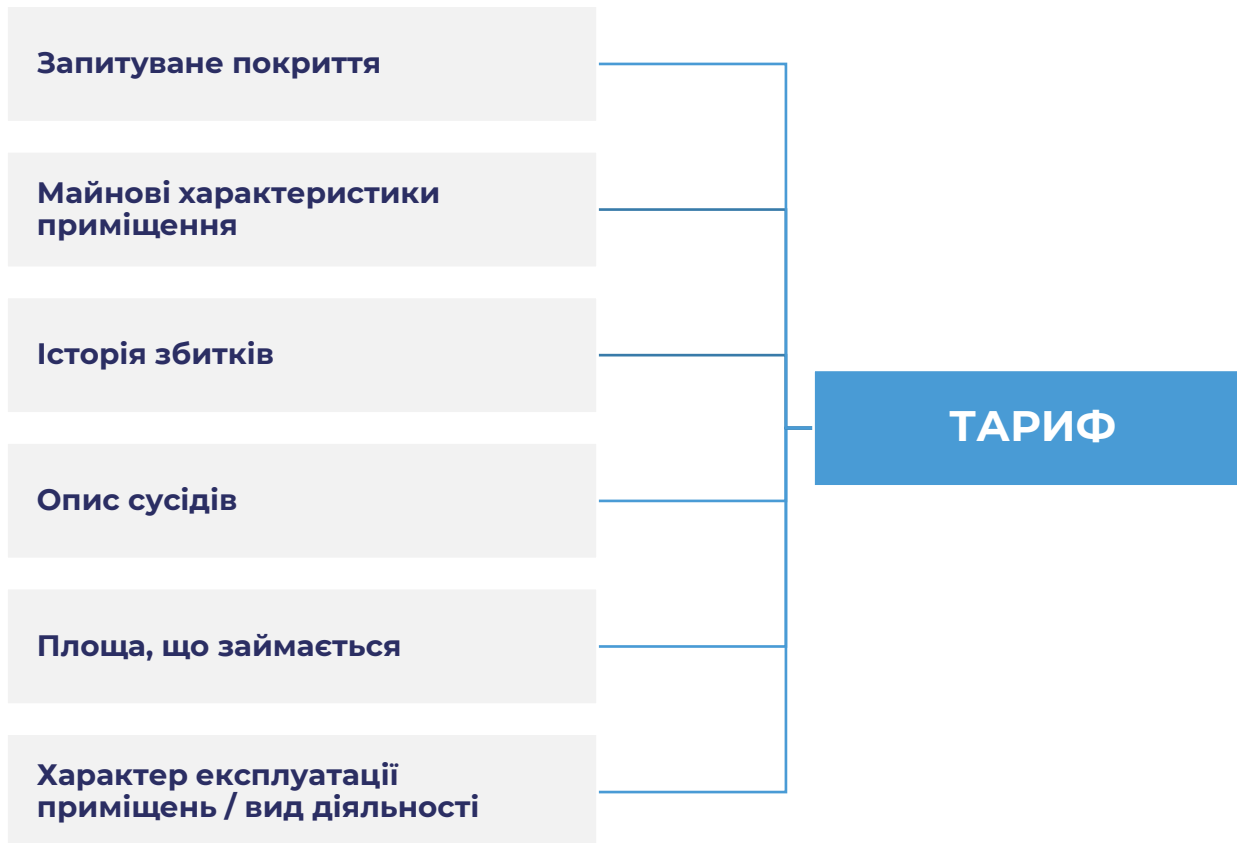 Запитуване покриття
Майнові характеристики
приміщення
Історія збитків
ТАРИФ
Опис сусідів
Площа, що займається
Характер експлуатації
приміщень / вид діяльності